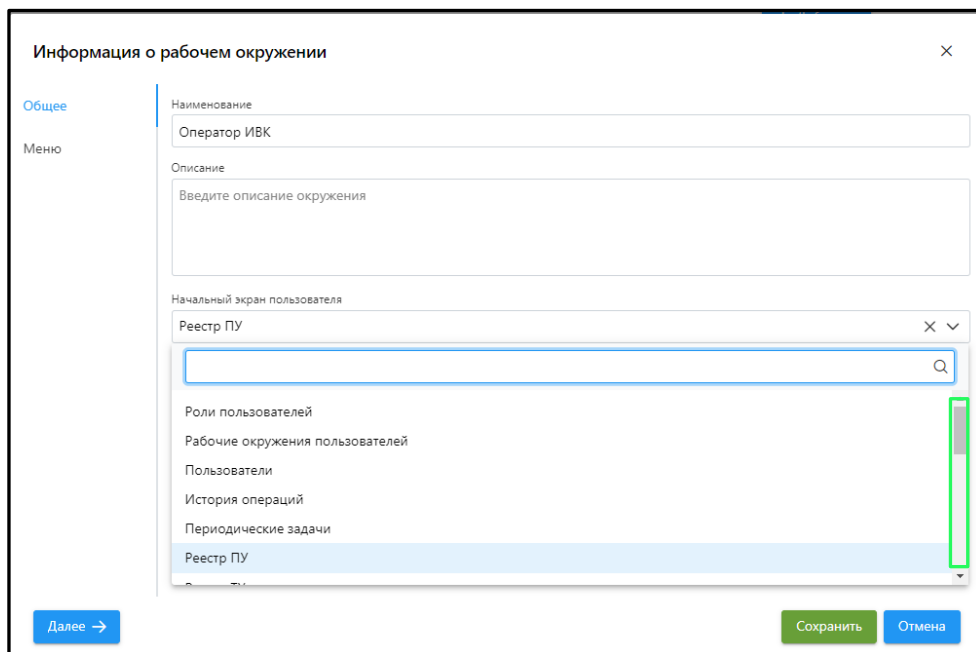 Информация о рабочем окружении
Общее
Меню
Наименование
Оператор ИВК
Описание
Введите описание окружения
Начальный экран пользователя
Реестр ПУ
Роли пользователей
Рабочие окружения пользователей
Пользователи
История операций
Периодические задачи
Реестр ПУ
Далее →
Сохранить
Отмена